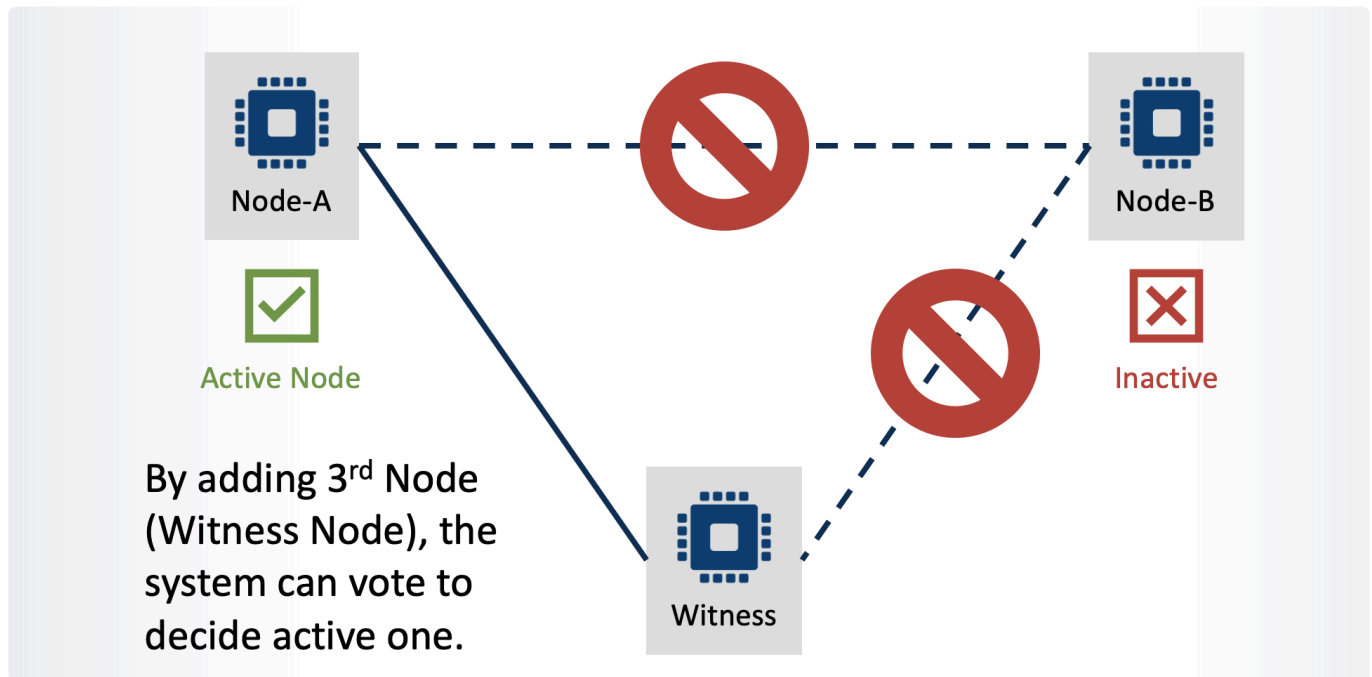 Node-A
Node-B
Active Node
Inactive
By adding 3rd Node
(Witness Node), the
system can vote to
decide active one.
Witness